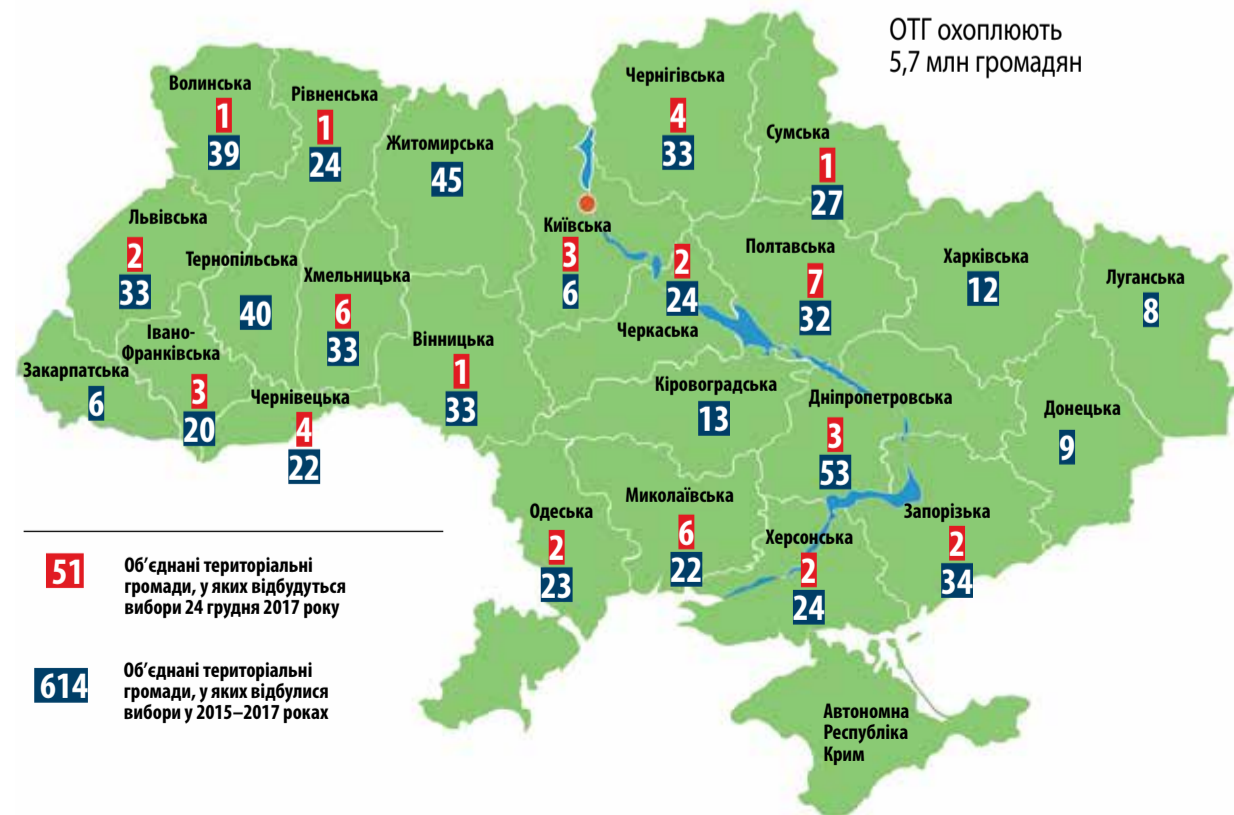 ОТГ охоплюють
5,7 млн громадян
Волинська
1
39
Рівненська
1
24
Житомирська
45
Чернігівська
4
33
Сумська
1
27
Київська
3
6
Львівська
2
33
Тернопільська
40
Хмельницька
6
33
2
24
Черкаська
Полтавська
7
32
Харківська
12
Луганська
8
Закарпатська
6
Івано-
Франківська
3
20
Чернівецька
4
22
Вінницька
1
33
Кіровоградська
13
Дніпропетровська
3
53
Донецька
9
Одеська
2
23
Миколаївська
6
22
Херсонська
2
24
Запорізька
2
34
Автономна
Республіка
Крим
51
Об’єднані територіальні
громади, у яких відбудуться
вибори 24 грудня 2017 року
614
Об’єднані територіальні
громади, у яких відбулися
вибори у 2015–2017 роках